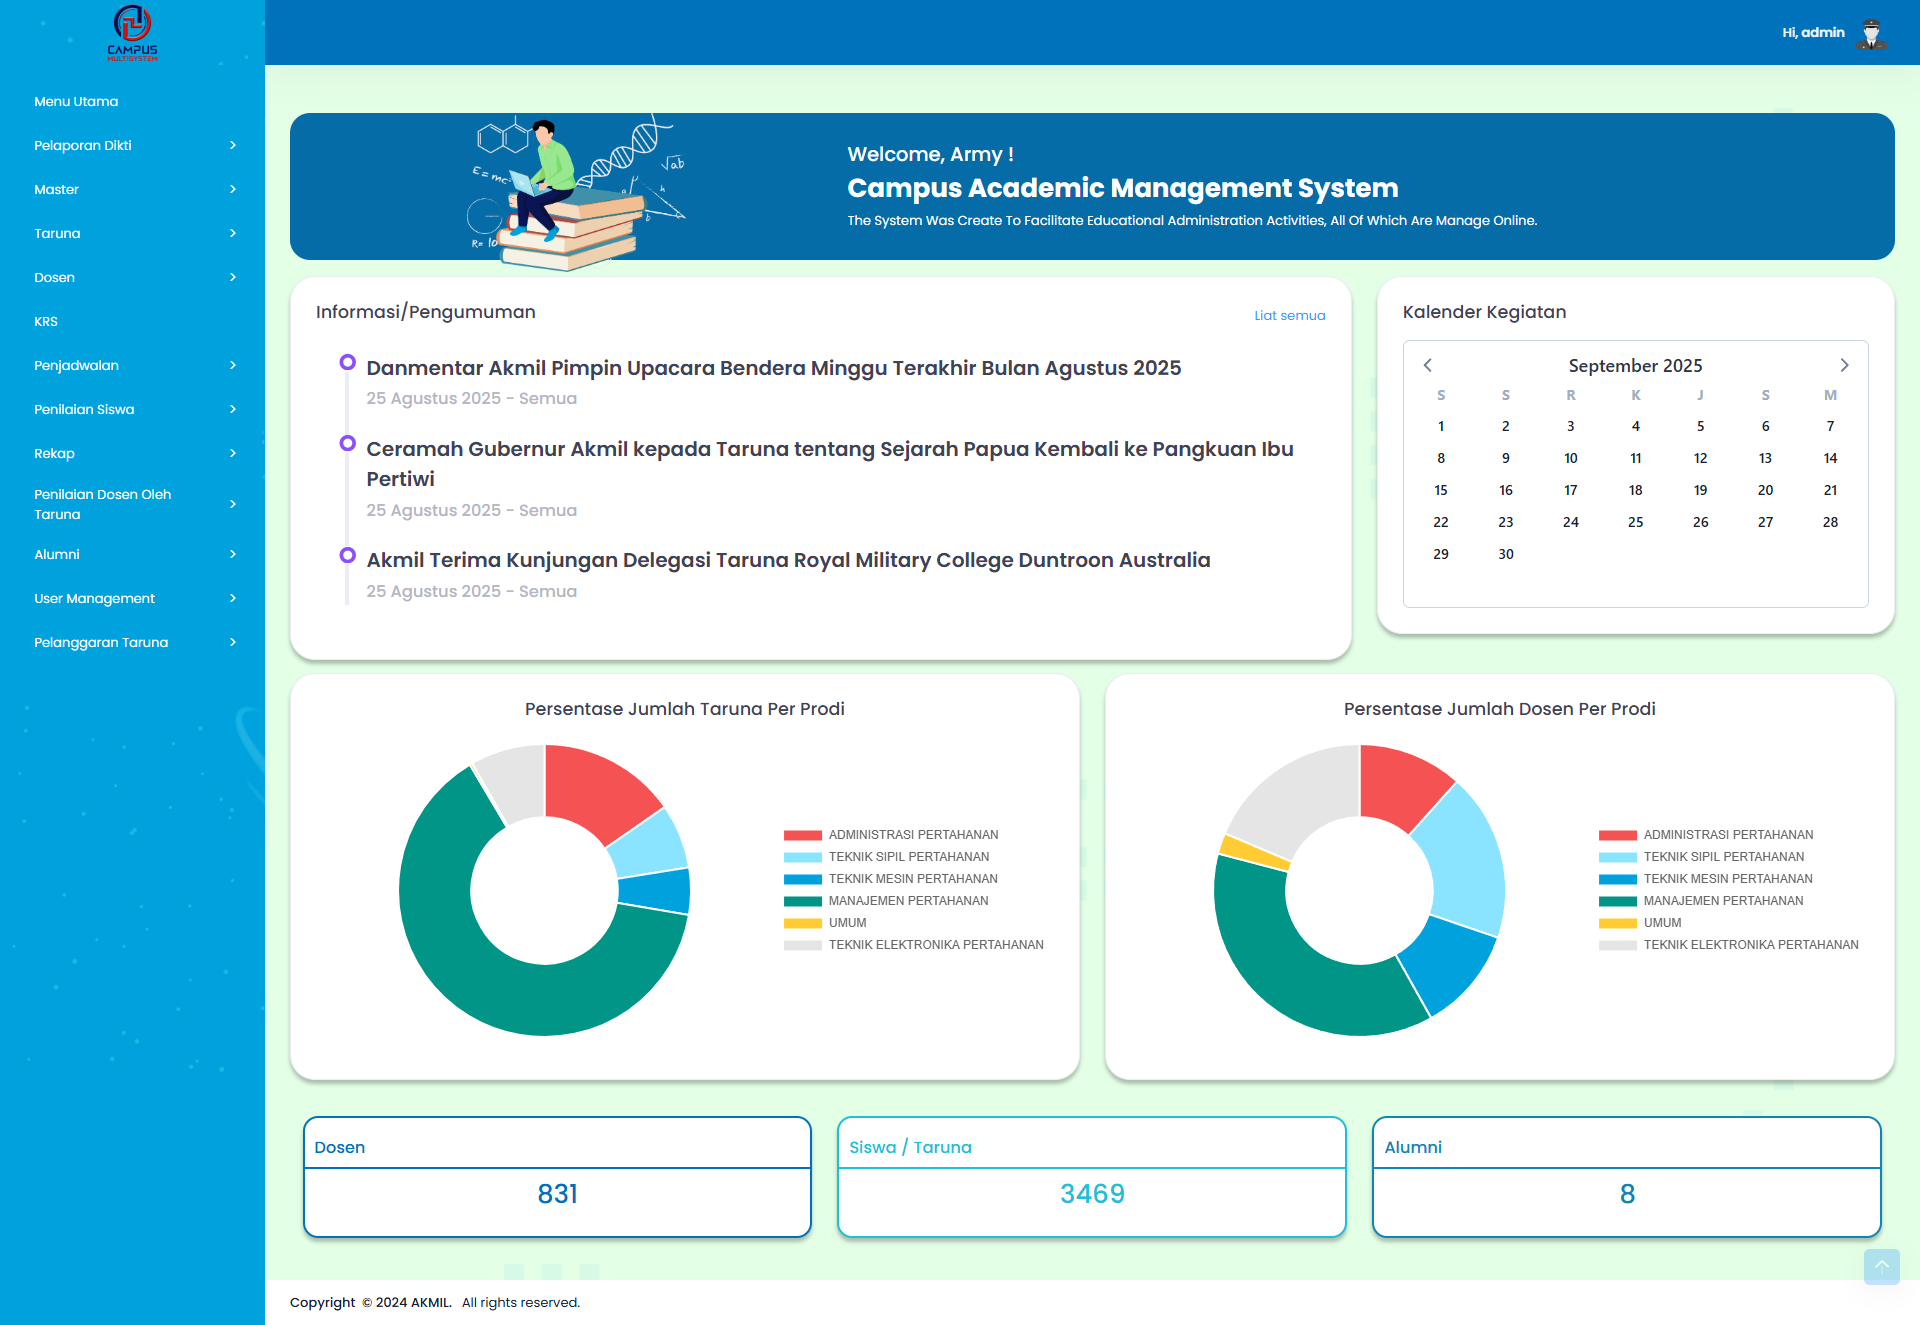 CAMPUS
MULTISYSTEM
Hi, admin
Menu Utama
Pelaporan Dikti
Master
Taruna
Dosen
KRS
Penjadwalan
Penilaian Siswa
Rekap
Penilaian Dosen Oleh
Taruna
Alumni
User Management
Pelanggaran Taruna
E = mc
√ab
a
h
b
R= 10
Welcome, Army !
Campus Academic Management System
The System Was Create To Facilitate Educational Administration Activities, All Of Which Are Manage Online.
Informasi/Pengumuman
Liat semua
Danmentar Akmil Pimpin Upacara Bendera Minggu Terakhir Bulan Agustus 2025
25 Agustus 2025 - Semua
Ceramah Gubernur Akmil kepada Taruna tentang Sejarah Papua Kembali ke Pangkuan Ibu
Pertiwi
25 Agustus 2025 - Semua
Akmil Terima Kunjungan Delegasi Taruna Royal Military College Duntroon Australia
25 Agustus 2025 - Semua
Kalender Kegiatan
September 2025
S S R K J S M
1 2 3 4 5 6 7
8 9 10 11 12 13 14
15 16 17 18 19 20 21
22 23 24 25 26 27 28
29 30
Persentase Jumlah Taruna Per Prodi
ADMINISTRASI PERTAHANAN
TEKNIK SIPIL PERTAHANAN
TEKNIK MESIN PERTAHANAN
MANAJEMEN PERTAHANAN
UMUM
TEKNIK ELEKTRONIKA PERTAHANAN
Persentase Jumlah Dosen Per Prodi
ADMINISTRASI PERTAHANAN
TEKNIK SIPIL PERTAHANAN
TEKNIK MESIN PERTAHANAN
MANAJEMEN PERTAHANAN
UMUM
TEKNIK ELEKTRONIKA PERTAHANAN
Dosen
831
Siswa / Taruna
3469
Alumni
8
Copyright © 2024 AKMIL. All rights reserved.